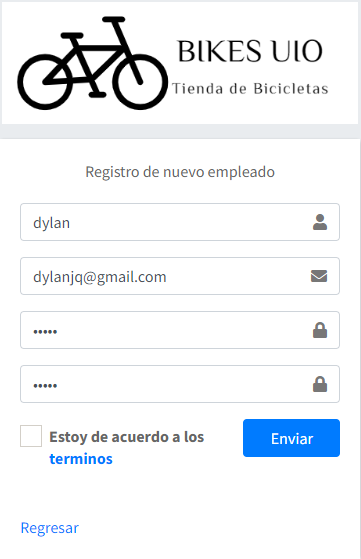 BIKES UIO
Tienda de Bicicletas
Registro de nuevo empleado
dylan
dylanjq@gmail.com
•••••
•••••
Estoy de acuerdo a los
terminos
Enviar
Regresar